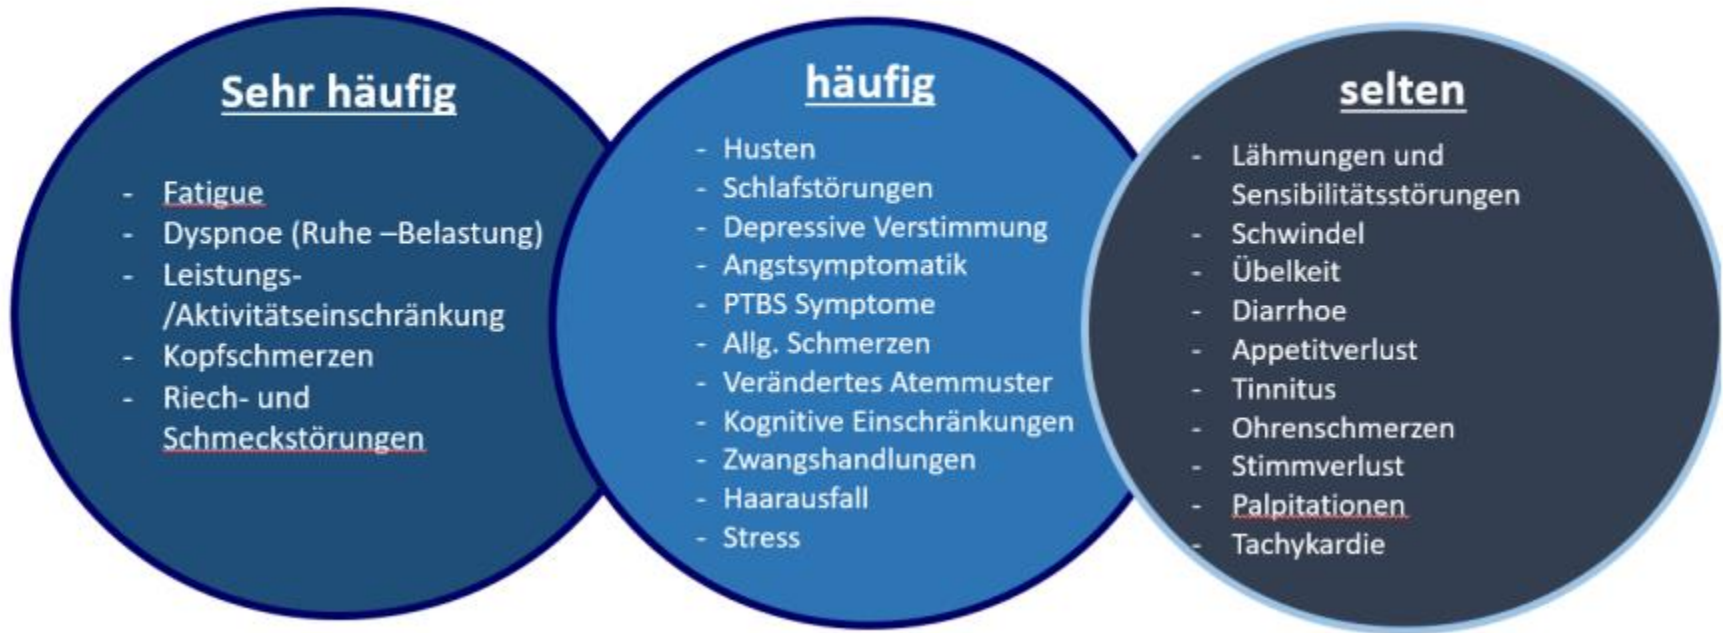 Sehr häufig
- Fatigue
- Dyspnoe (Ruhe –Belastung)
- Leistungs-
/Aktivitätseinschränkung
- Kopfschmerzen
- Riech- und
Schmeckstörungen
häufig
- Husten
- Schlafstörungen
- Depressive Verstimmung
- Angstsymptomatik
- PTBS Symptome
- Allg. Schmerzen
- Verändertes Atemmuster
- Kognitive Einschränkungen
- Zwangshandlungen
- Haarausfall
- Stress
selten
- Lähmungen und
Sensibilitätsstörungen
- Schwindel
- Übelkeit
- Diarrhoe
- Appetitverlust
- Tinnitus
- Ohrenschmerzen
- Stimmverlust
- Palpitationen
- Tachykardie